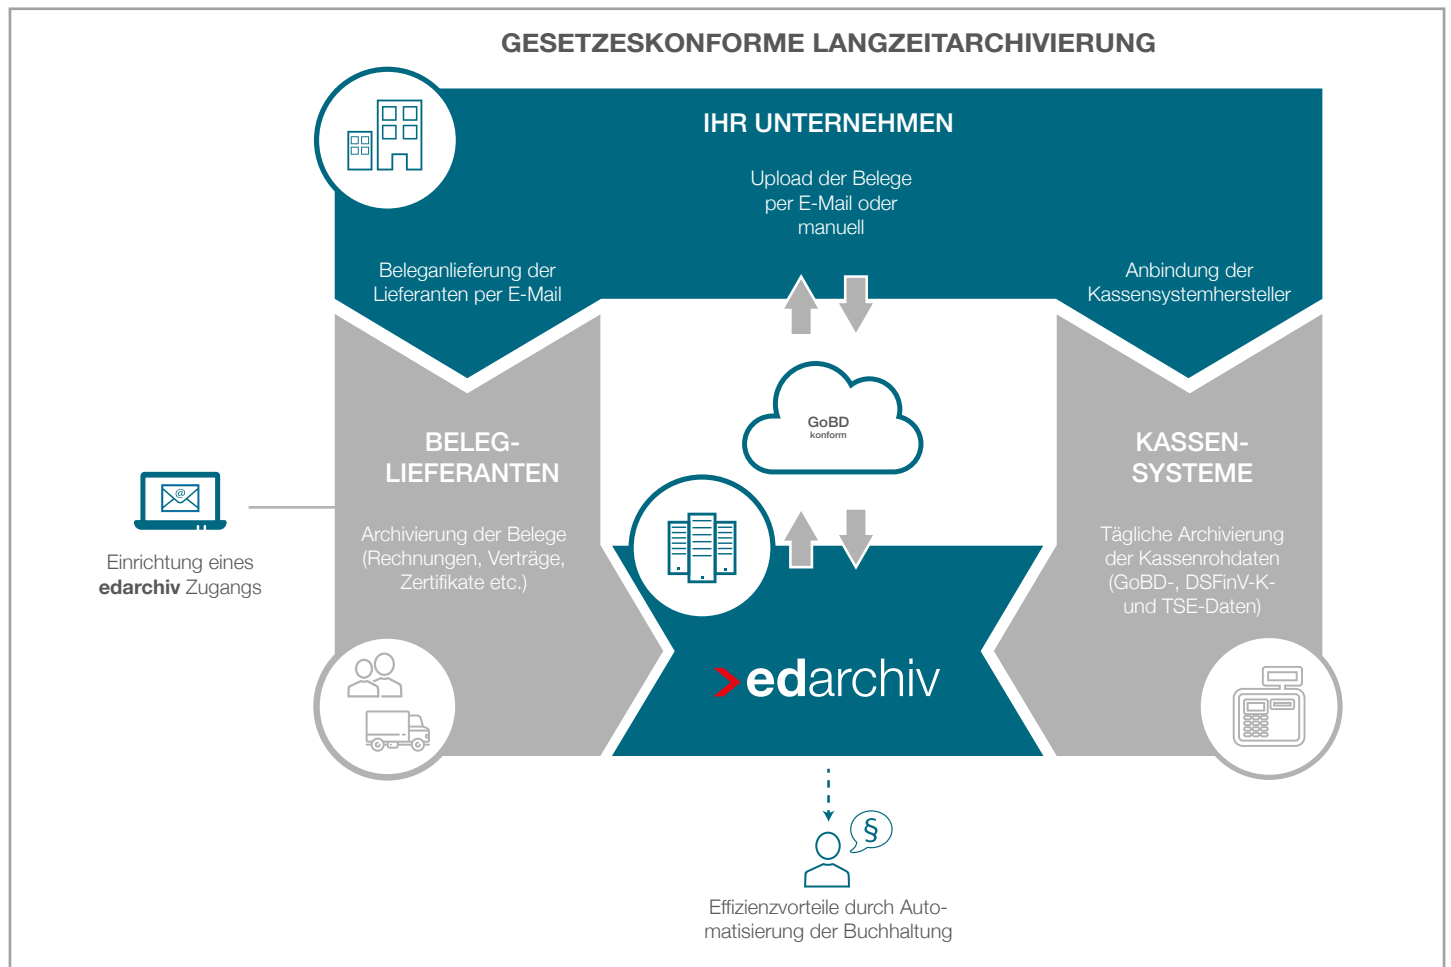 GESETZESKONFORME LANGZEITARCHIVIERUNG
IHR UNTERNEHMEN
Upload der Belege
per E-Mail oder
manuell
Beleganlieferung der
Lieferanten per E-Mail
Anbindung der
Kassensystemhersteller
GoBD
konform
BELEG-
LIEFERANTEN
Archivierung der Belege
(Rechnungen, Verträge,
Zertifikate etc.)
KASSEN-
SYSTEME
Tägliche Archivierung
der Kassenrohdaten
(GoBD-, DSFinV-K-
und TSE-Daten)
@
Einrichtung eines
edarchiv Zugangs
edarchiv
§
Effizienzvorteile durch Auto-
matisierung der Buchhaltung